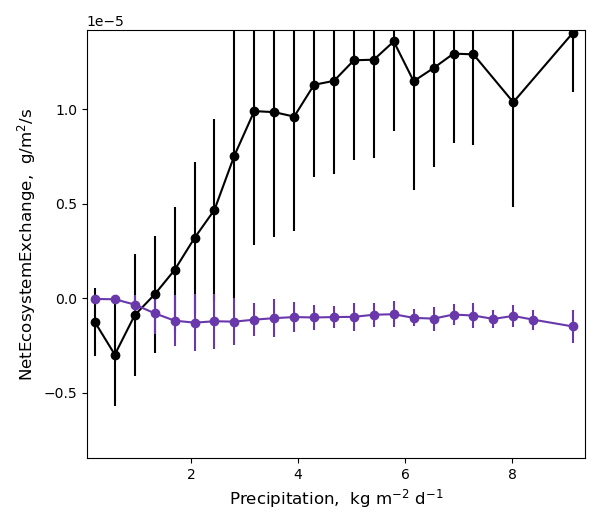 1e−5
1.0
0.5
0.0
−0.5
NetEcosystemExchange,  g/m²/s
2 4 6 8
Precipitation,  kg m⁻² d⁻¹